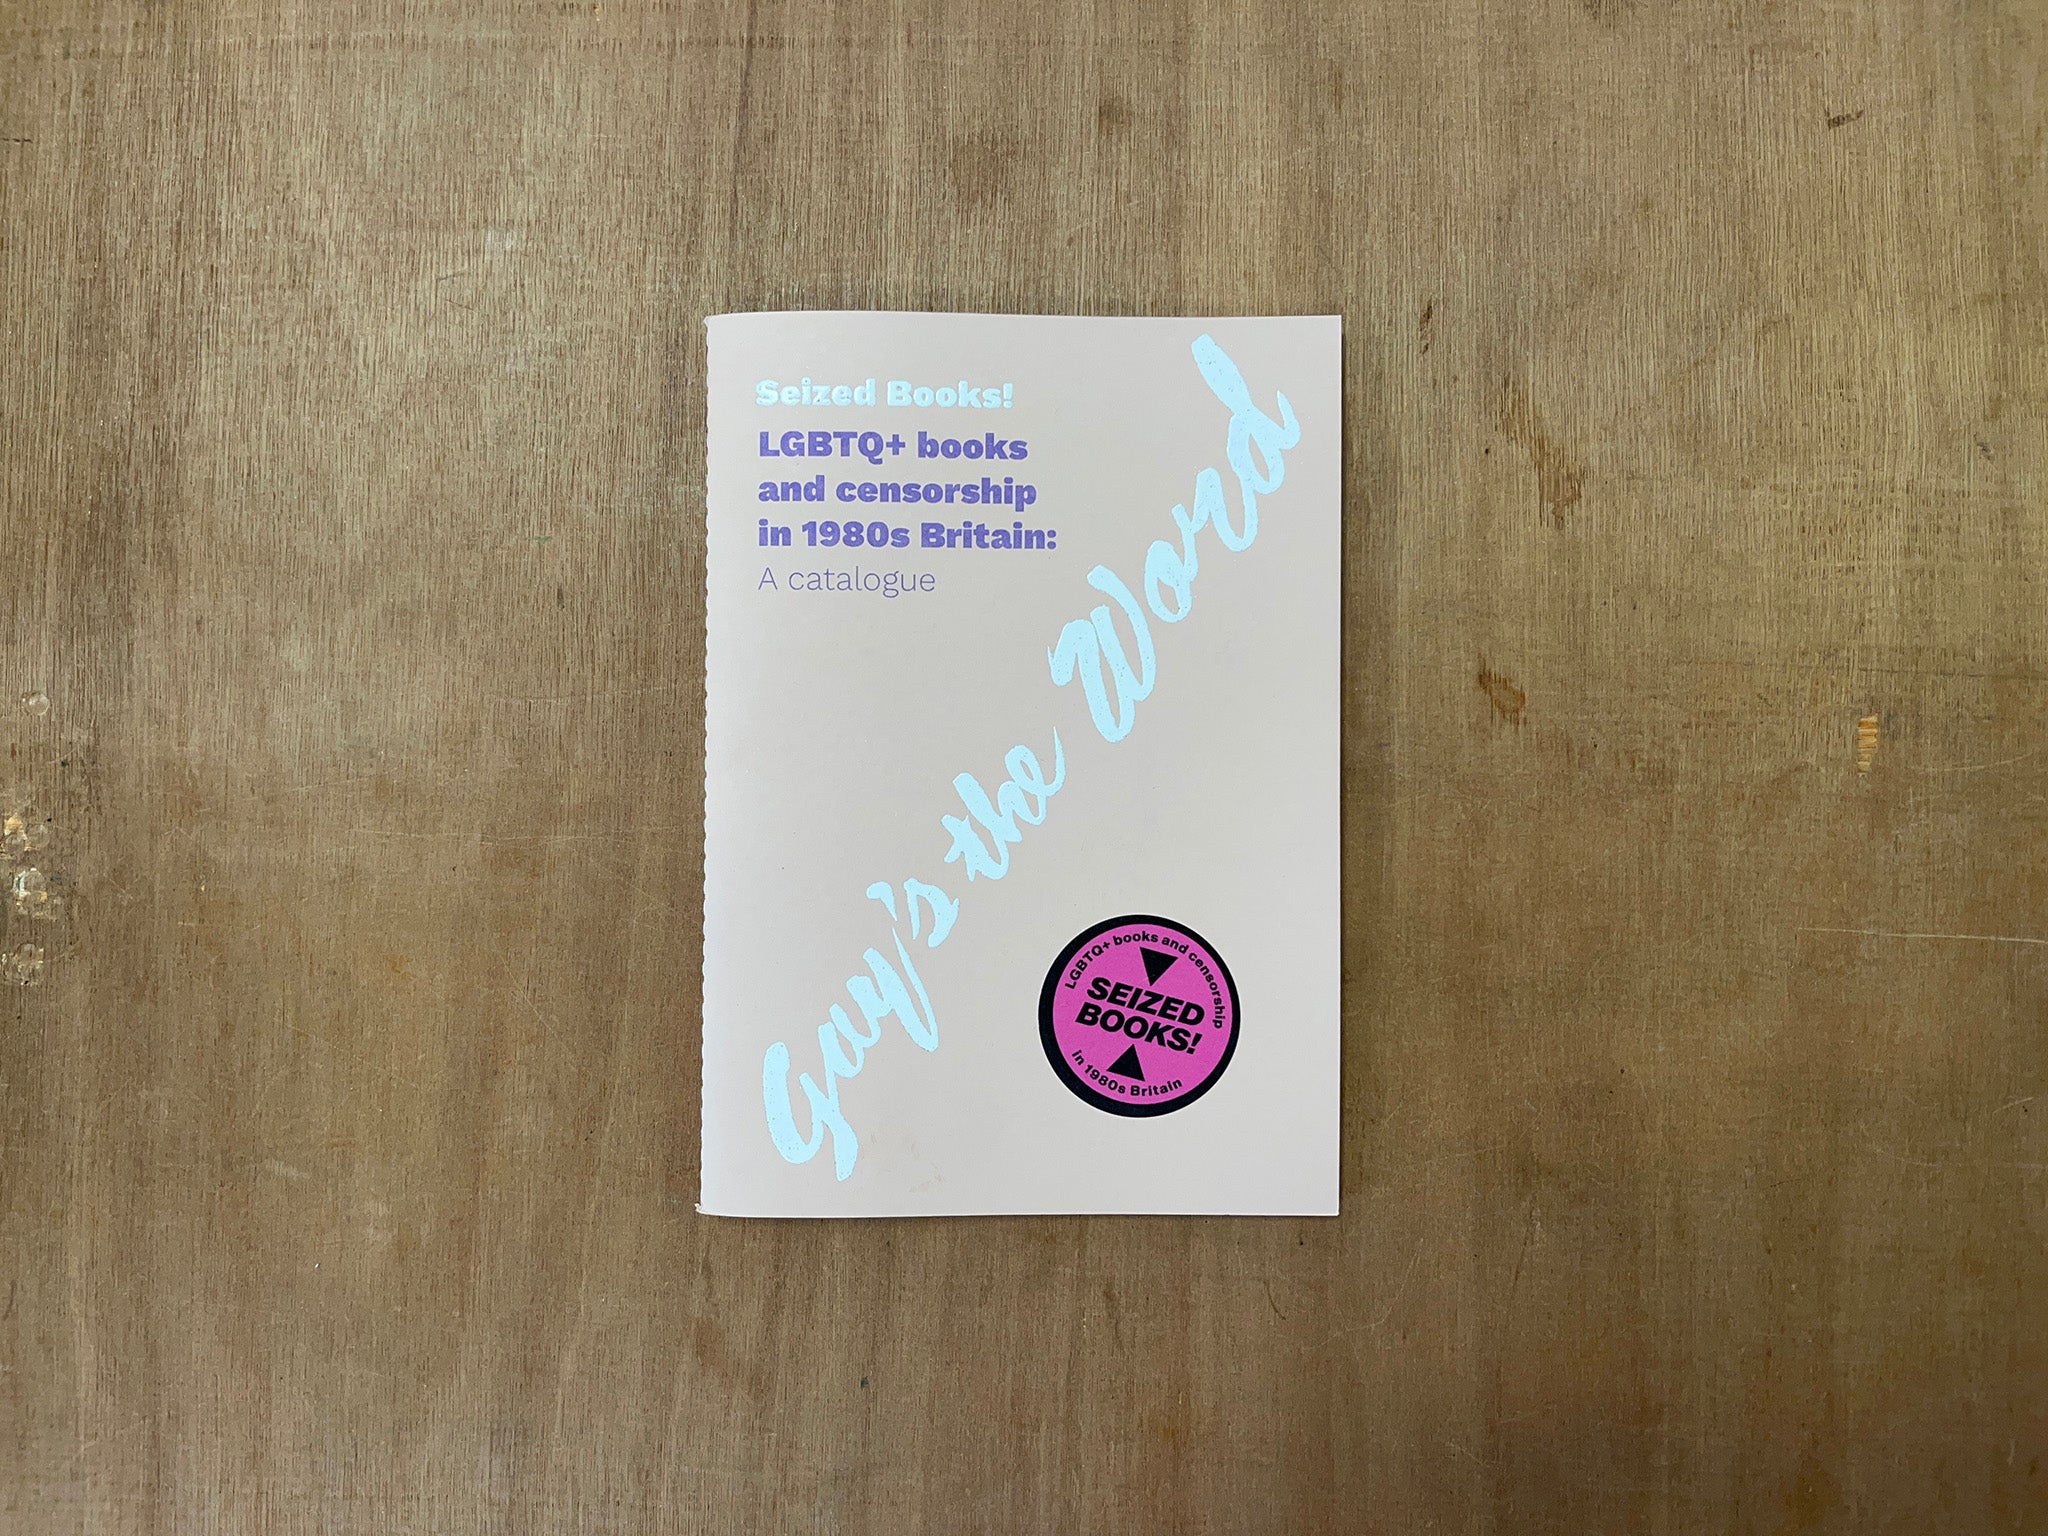 Seized Books!
LGBTQ+ books
and censorship
in 1980s Britain:
A catalogue
Gay's the Word
LGBTQ+ books and censorship
SEIZED
BOOKS!
in 1980s Britain